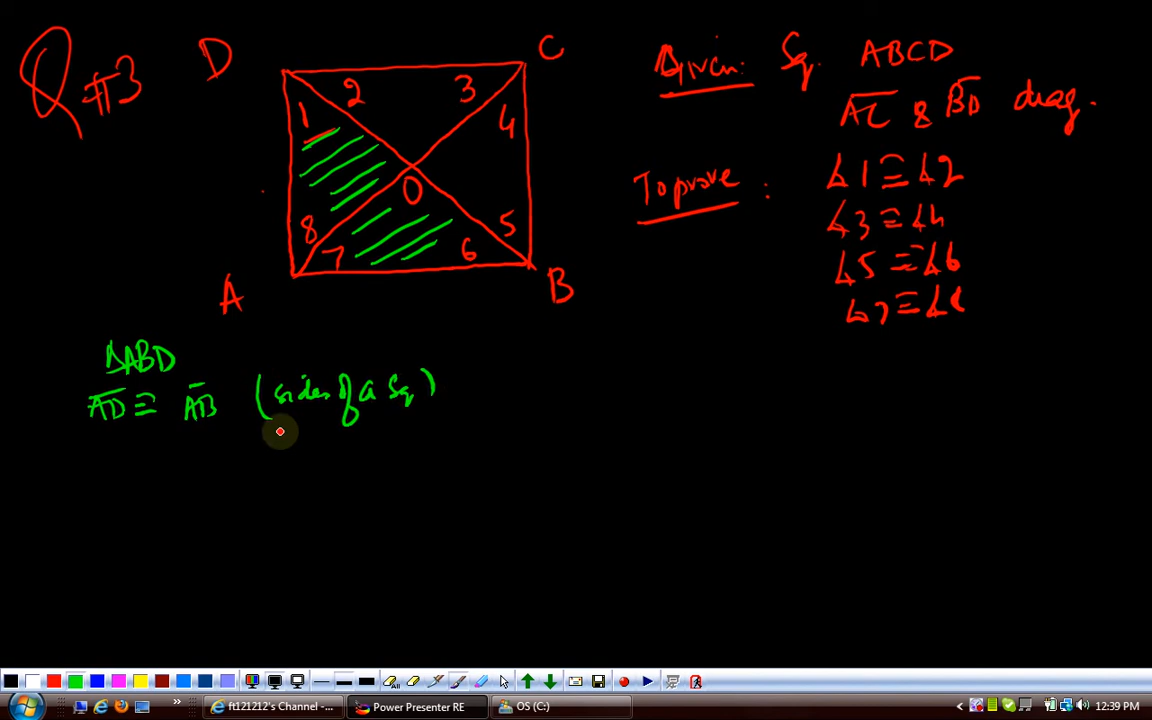 Q #3
D
C
1
2
3
4
O
5
6
7
8
A
B
Given: Sq. ABCD
AC & BD diag.
To prove :
∠1 ≅ ∠2
∠3 ≅ ∠4
∠5 ≅ ∠6
∠7 ≅ ∠8
ΔABD
AD ≅ AB (sides of a Sq)
ft121212's Channel - ...
Power Presenter RE
OS (C:)
12:39 PM